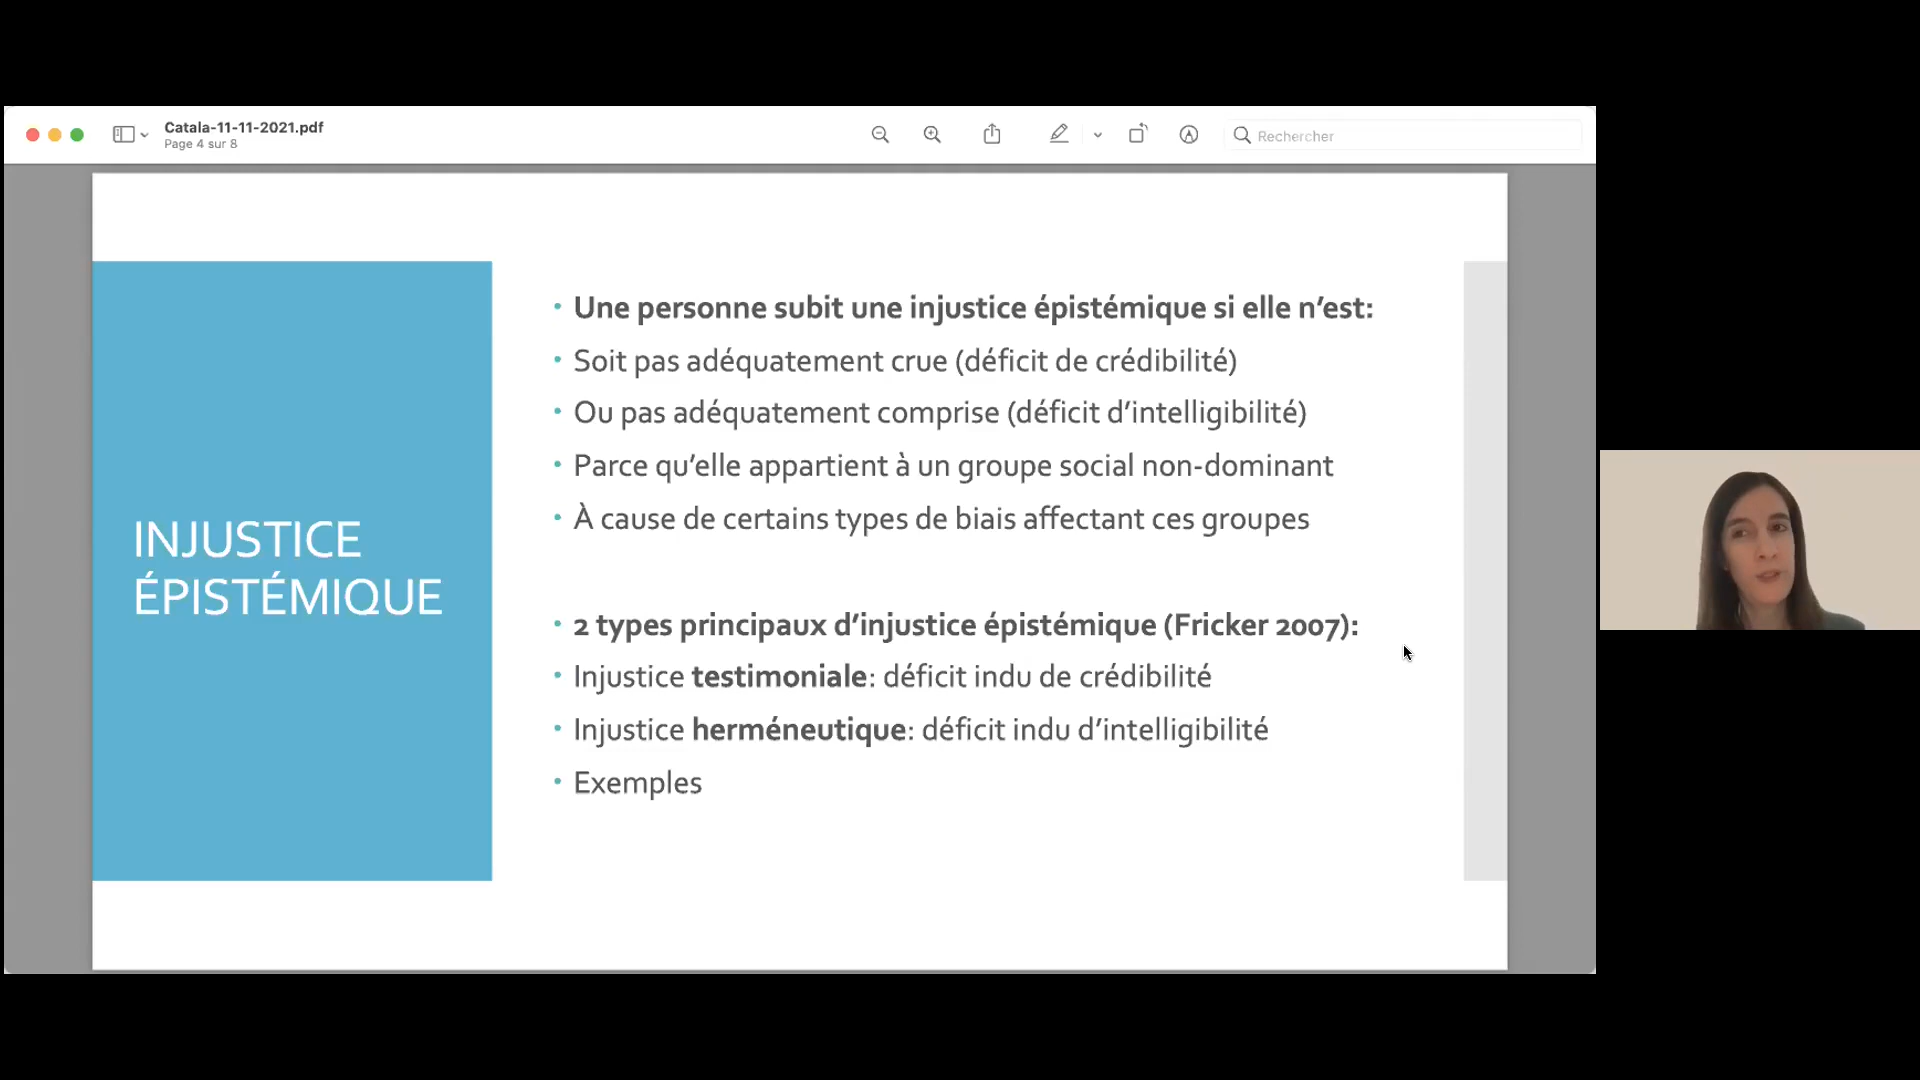 Catala-11-11-2021.pdf
Page 4 sur 8
Rechercher
INJUSTICE
ÉPISTÉMIQUE
• Une personne subit une injustice épistémique si elle n’est:
• Soit pas adéquatement crue (déficit de crédibilité)
• Ou pas adéquatement comprise (déficit d’intelligibilité)
• Parce qu’elle appartient à un groupe social non-dominant
• À cause de certains types de biais affectant ces groupes
• 2 types principaux d’injustice épistémique (Fricker 2007):
• Injustice testimoniale: déficit indu de crédibilité
• Injustice herméneutique: déficit indu d’intelligibilité
• Exemples